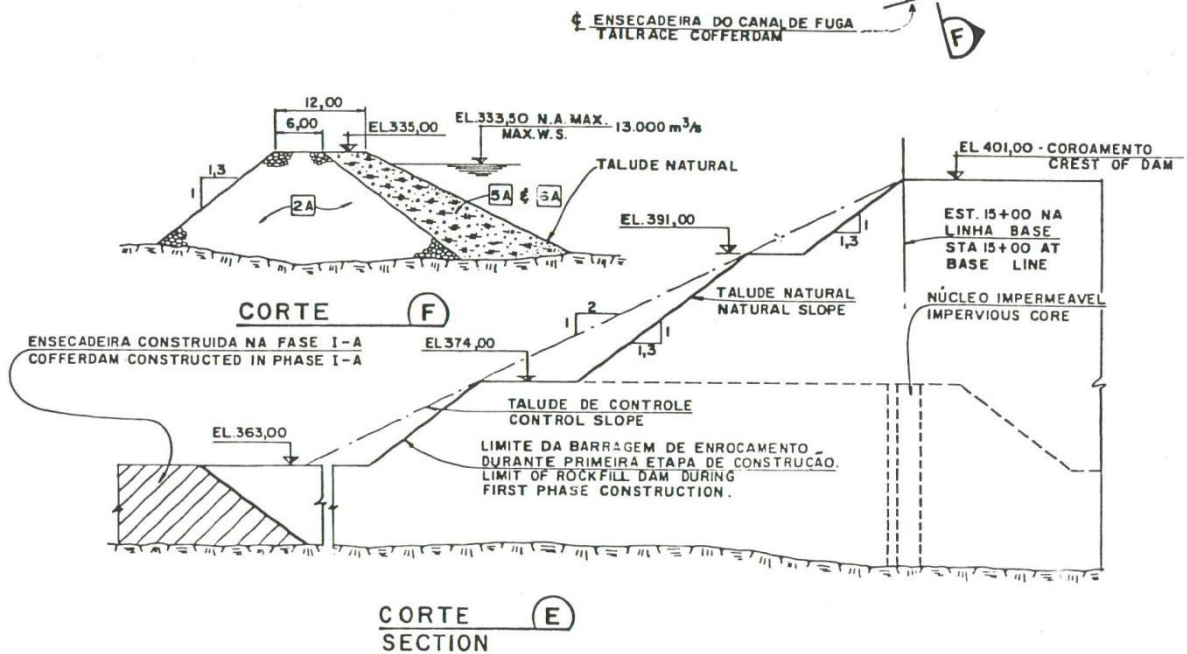 ℄ ENSECADEIRA DO CANAL DE FUGA
TAILRACE COFFERDAM
F
12,00
6,00
EL.335,00
EL.333,50 N.A. MAX.
MAX.W.S.
13.000 m³/s
1,3
1
TALUDE NATURAL
2A
5A & 6A
CORTE F
EL 401,00 - COROAMENTO
CREST OF DAM
EL.391,00
1
1,3
EST. 15+00 NA
LINHA BASE
STA 15+00 AT
BASE LINE
TALUDE NATURAL
NATURAL SLOPE
NÚCLEO IMPERMEAVEL
IMPERVIOUS CORE
2
1
1
1,3
ENSECADEIRA CONSTRUIDA NA FASE I-A
COFFERDAM CONSTRUCTED IN PHASE I-A
EL374,00
TALUDE DE CONTROLE
CONTROL SLOPE
EL.363,00
LIMITE DA BARRAGEM DE ENROCAMENTO
DURANTE PRIMEIRA ETAPA DE CONSTRUCÃO.
LIMIT OF ROCKFILL DAM DURING
FIRST PHASE CONSTRUCTION.
CORTE E
SECTION